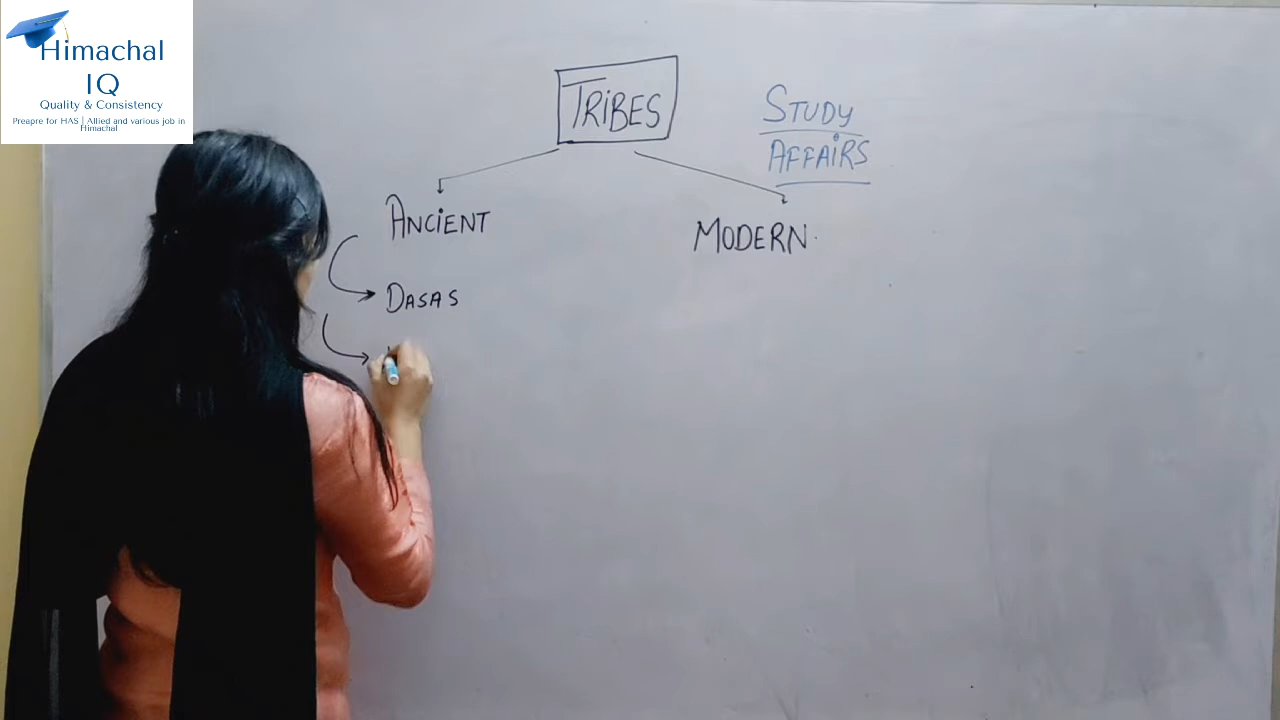 Himachal
IQ
Quality & Consistency
Preapre for HAS | Allied and various job in
Himachal
TRiBES
STUDY
AFFAiRS
ANCiENT
MODERN.
DASAS